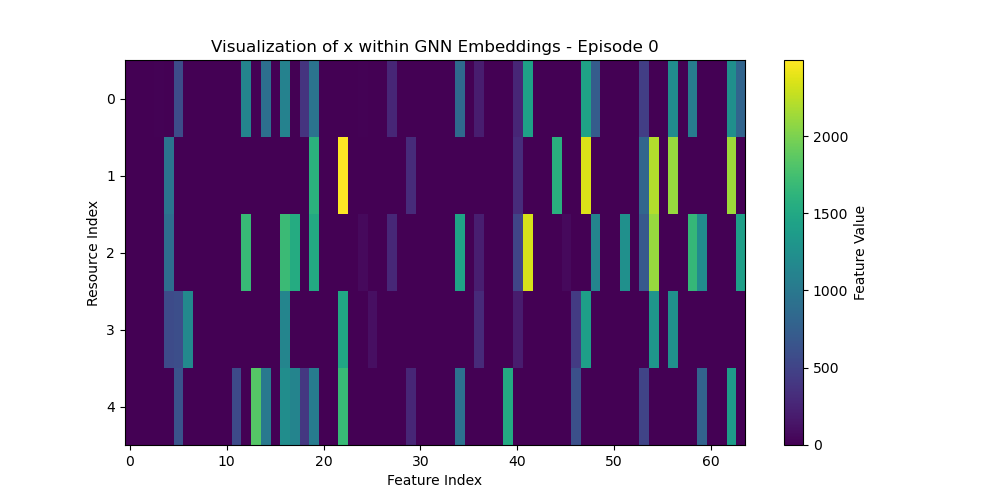 Visualization of x within GNN Embeddings - Episode 0
Resource Index
0
1
2
3
4
0 10 20 30 40 50 60
Feature Index
2000
1500
1000
500
0
Feature Value